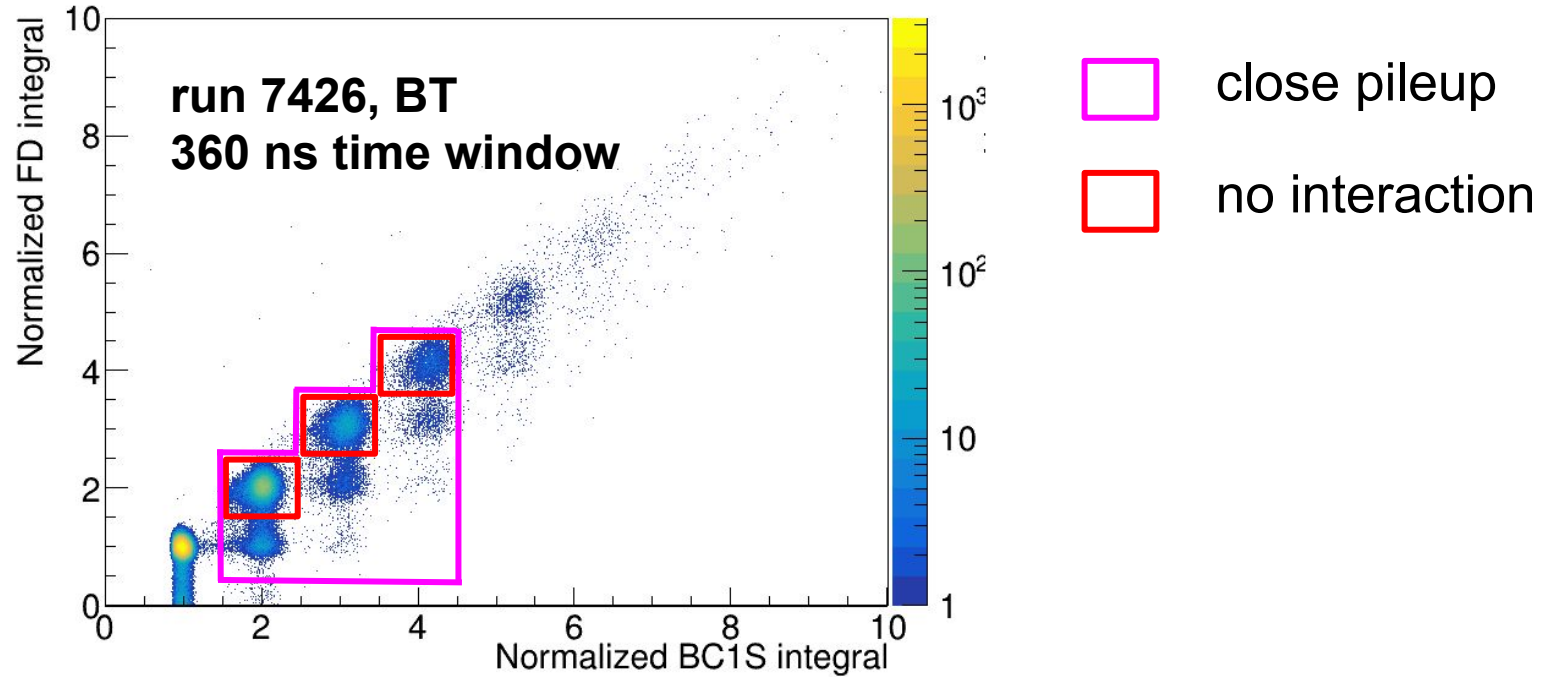 Normalized FD integral
10
8
6
4
2
0
run 7426, BT
360 ns time window
10³
10²
10
1
0
2
4
6
8
10
Normalized BC1S integral
close pileup
no interaction